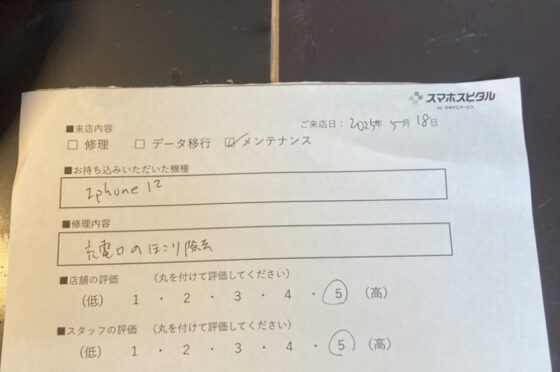 スマホスピタル
ご来店日: 2025年 5月 18日
■来店内容
□ 修理 □ データ移行 ☑ メンテナンス
■お持ち込みいただいた機種
Iphone 12
■修理内容
充電口のほこり除去
■店舗の評価 (丸を付けて評価してください)
(低) 1 ・ 2 ・ 3 ・ 4 ・ 5 (高)
■スタッフの評価 (丸を付けて評価してください)
(低) 1 ・ 2 ・ 3 ・ 4 ・ 5 (高)